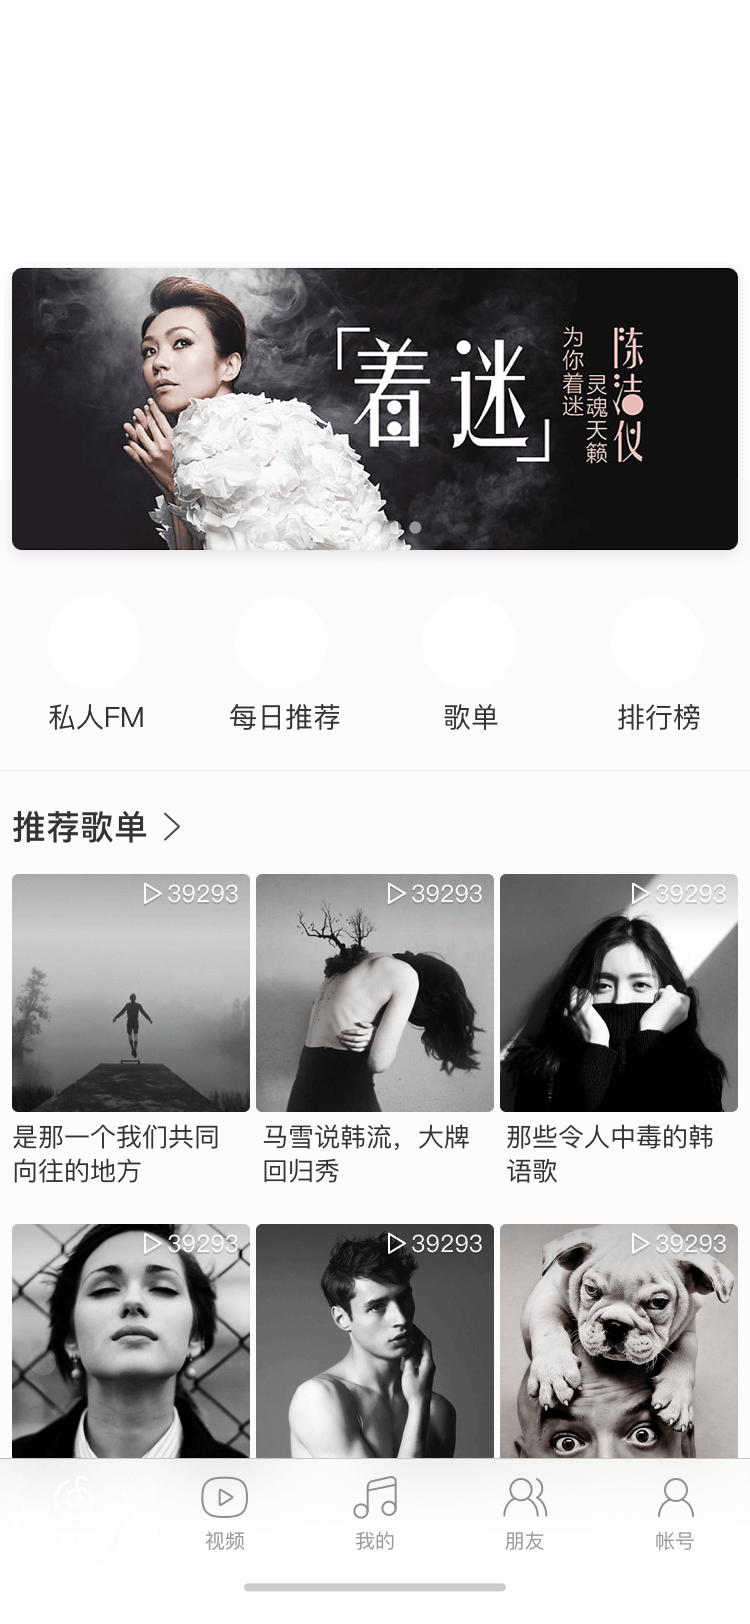 「着迷」
为你着迷
灵魂天籁
陈洁仪
私人FM
每日推荐
歌单
排行榜
推荐歌单
39293
39293
39293
是那一个我们共同
向往的地方
马雪说韩流，大牌
回归秀
那些令人中毒的韩
语歌
39293
39293
39293
视频
我的
朋友
帐号